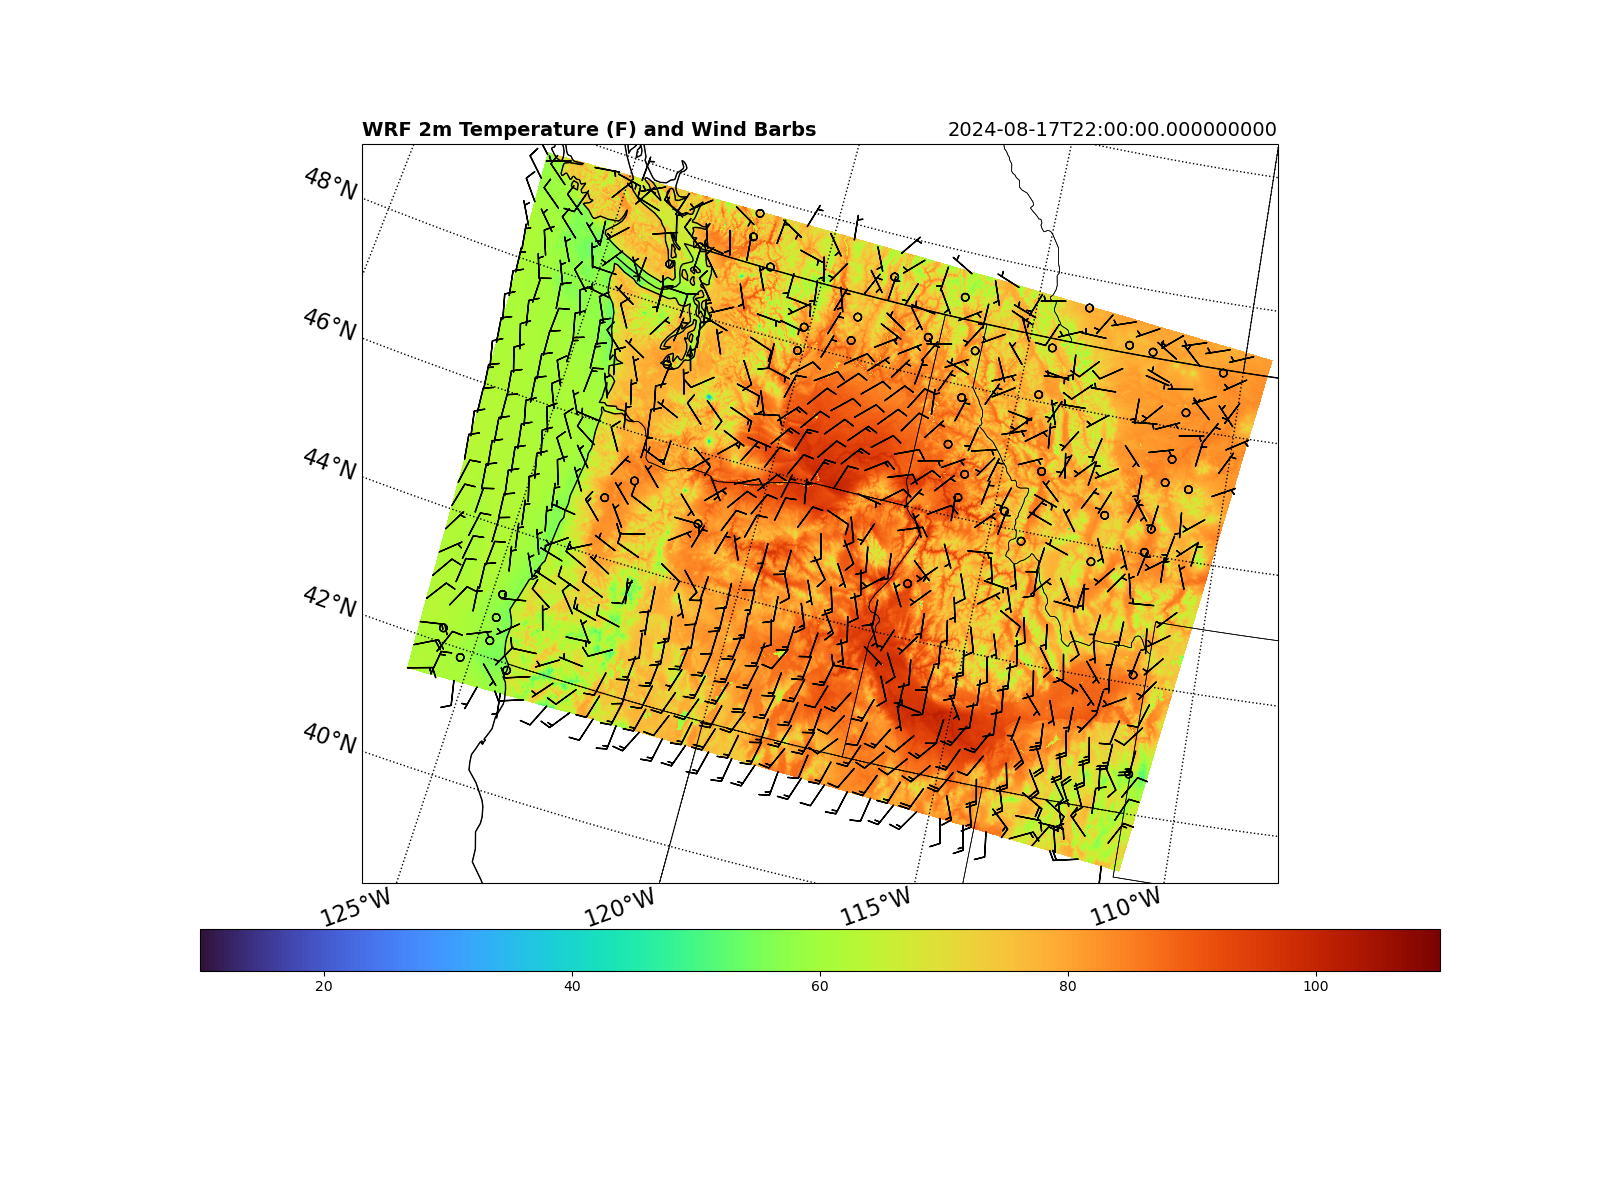 WRF 2m Temperature (F) and Wind Barbs
2024-08-17T22:00:00.000000000
48°N
46°N
44°N
42°N
40°N
125°W 120°W 115°W 110°W
20 40 60 80 100